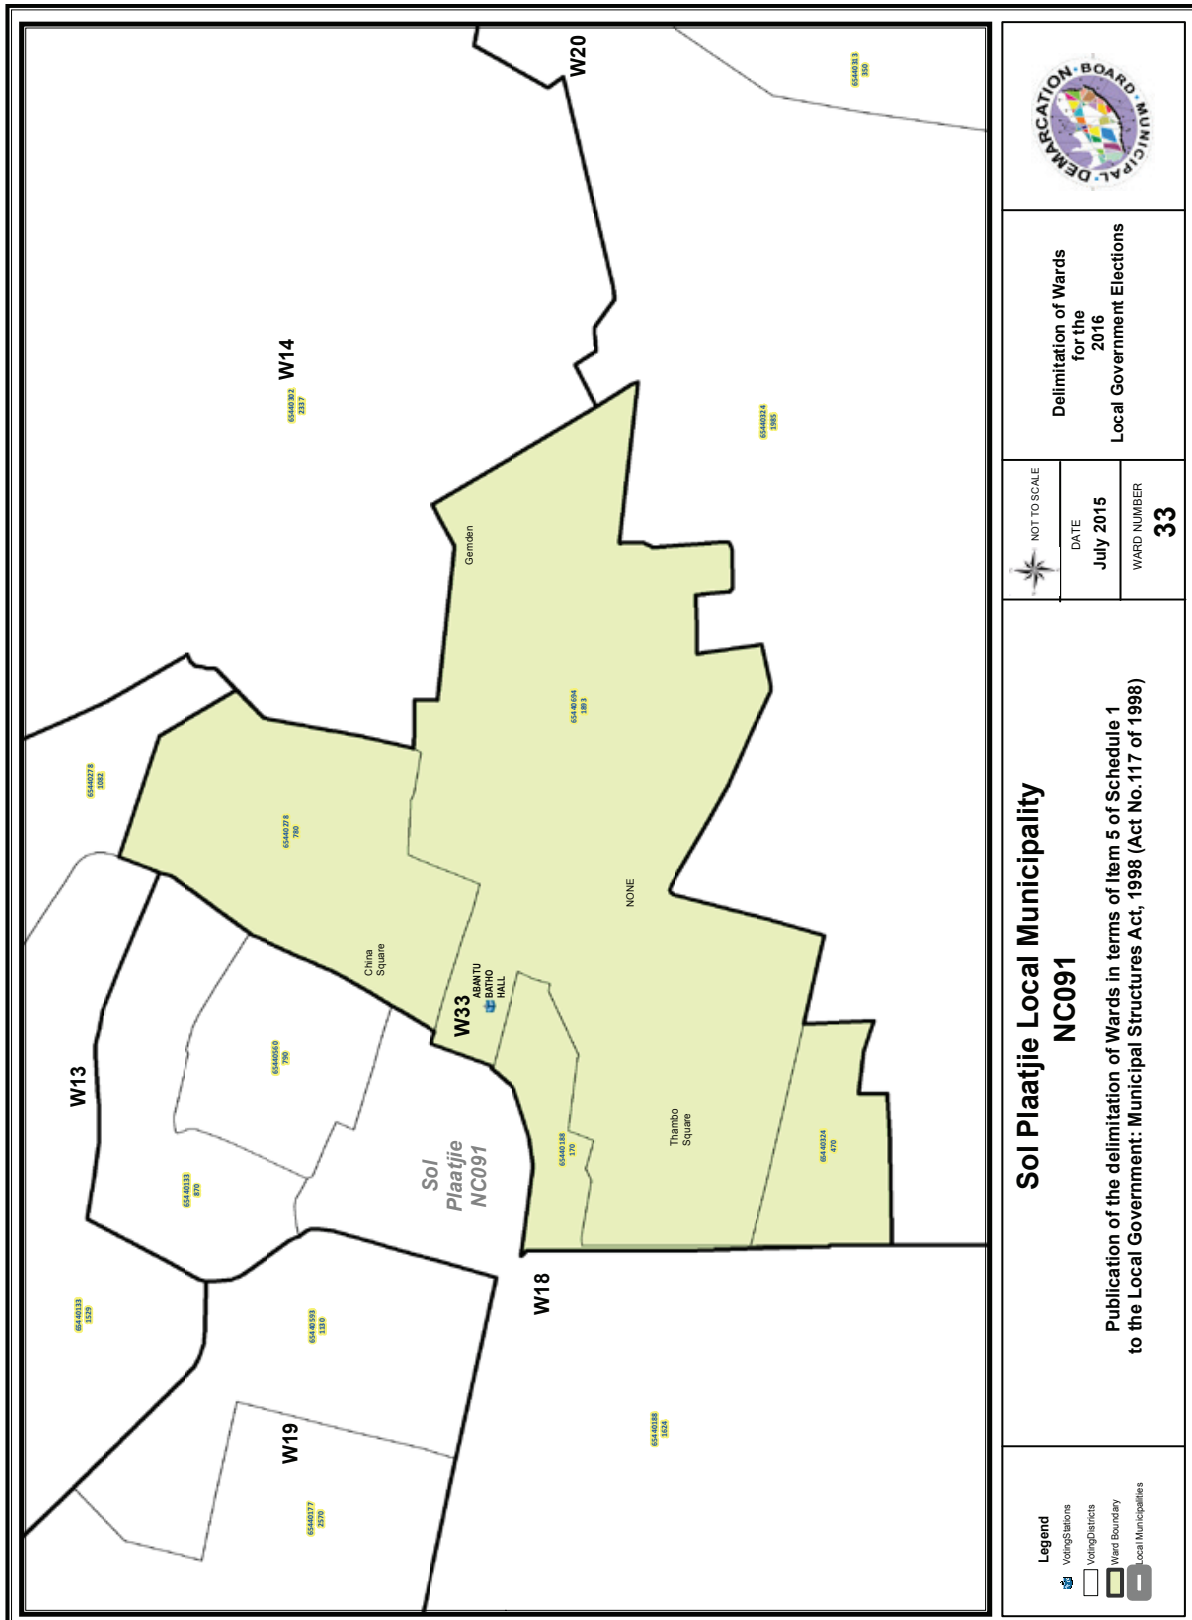 W20
65440313
350
W14
65440302
2337
65440324
1985
Gemden
65440278
1082
65440694
1893
65440278
780
NONE
China
Square
W33
ABANTU
BATHO
HALL
65440560
790
W13
Thambo
Square
65440188
170
65440324
470
65440133
870
Sol
Plaatjie
NC091
W18
65440133
1529
65440593
1130
W19
65440188
1624
65440177
2570
Legend
VotingStations
VotingDistricts
Ward Boundary
Local Municipalities
Sol Plaatjie Local Municipality
NC091
Publication of the delimitation of Wards in terms of Item 5 of Schedule 1
to the Local Government: Municipal Structures Act, 1998 (Act No.117 of 1998)
NOT TO SCALE
DATE
July 2015
WARD NUMBER
33
Delimitation of Wards
for the
2016
Local Government Elections
MUNICIPAL · DEMARCATION · BOARD ·